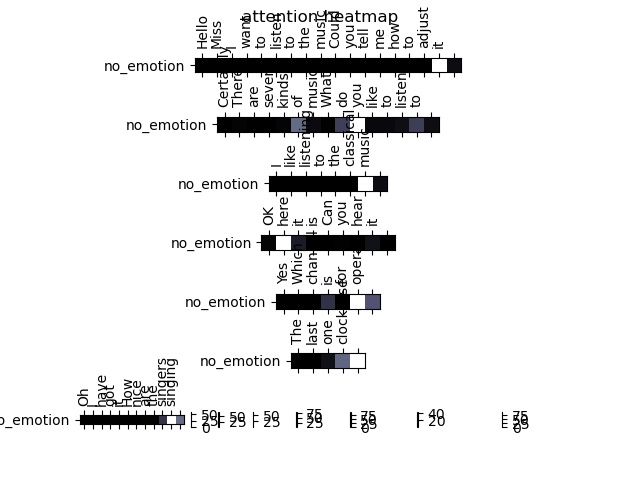 attention heatmap
Hello Miss I want to listen to the music Could you tell me how to adjust it
no_emotion
Certainly There are several kinds of music What do you like to listen to
no_emotion
I like listening to the classical music
no_emotion
OK here it is Can you hear it
no_emotion
Yes Which channel is for opera
no_emotion
The last one clockwise
no_emotion
Oh I have got it How nice are the singers singing
no_emotion
50 50 50 75 75 40 75
25 25 25 25 20
0 0 0